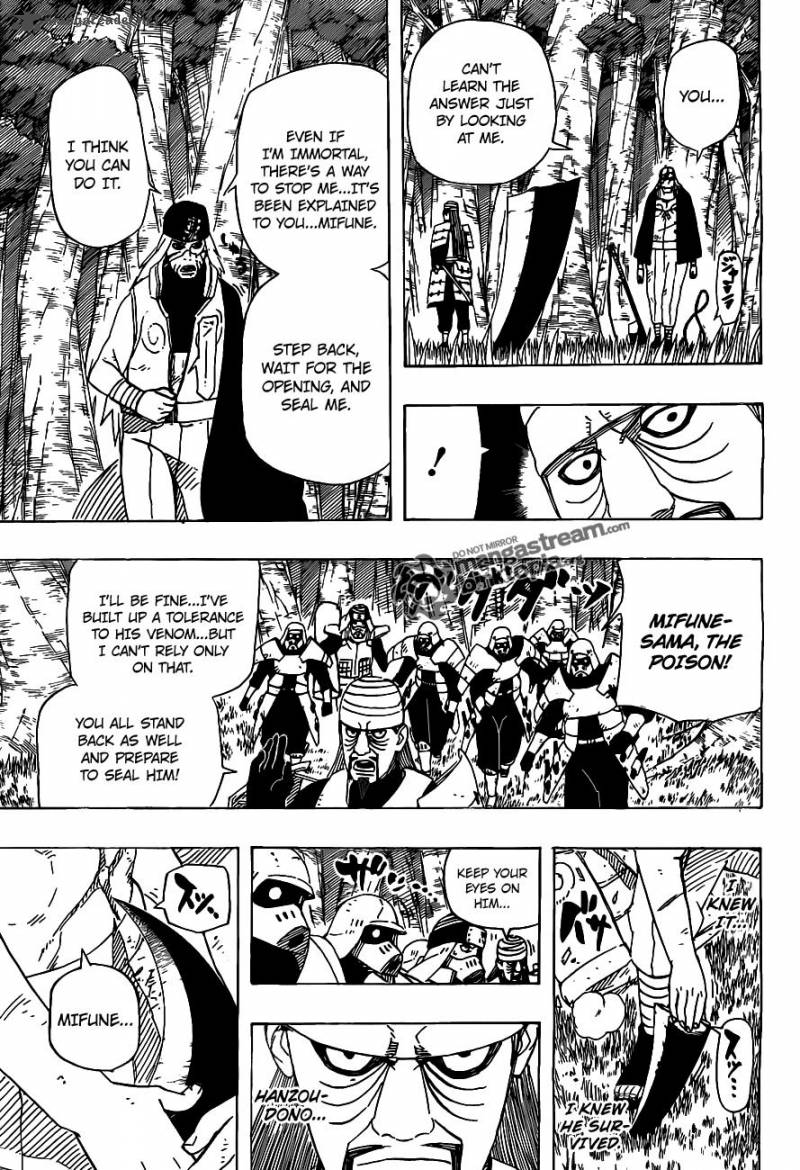 YOU...
CAN'T
LEARN THE
ANSWER JUST
BY LOOKING
AT ME.
EVEN IF
I'M IMMORTAL,
THERE'S A WAY
TO STOP ME...IT'S
BEEN EXPLAINED
TO YOU...MIFUNE.
STEP BACK,
WAIT FOR THE
OPENING, AND
SEAL ME.
I THINK
YOU CAN
DO IT.
!
DO NOT MIRROR
mangastream.com
MIFUNE-
SAMA, THE
POISON!
I'LL BE FINE...I'VE
BUILT UP A TOLERANCE
TO HIS VENOM...BUT
I CAN'T RELY ONLY
ON THAT.
YOU ALL STAND
BACK AS WELL
AND PREPARE
TO SEAL HIM!
I
KNEW
IT...
I KNEW
HE SUR-
VIVED.
KEEP YOUR
EYES ON
HIM...
HANZOU-
DONO...
MIFUNE...